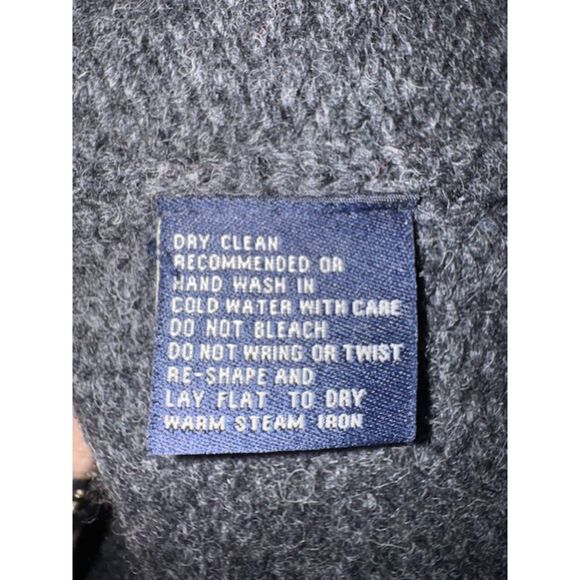 DRY CLEAN
RECOMMENDED OR
HAND WASH IN
COLD WATER WITH CARE
DO NOT BLEACH
DO NOT WRING OR TWIST
RE-SHAPE AND
LAY FLAT TO DRY
WARM STEAM IRON